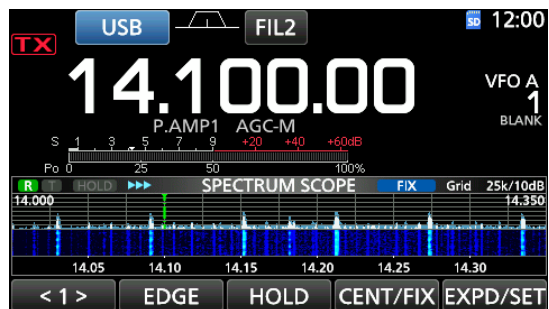 USB FIL2 SD 12:00
TX
14.100.00 VFO A
1
P.AMP1 AGC-M BLANK
S 1 3 5 7 9 +20 +40 +60dB
Po 0 25 50 100%
R T HOLD SPECTRUM SCOPE FIX Grid 25k/10dB
14.000 14.350
14.05 14.10 14.15 14.20 14.25 14.30
< 1 > EDGE HOLD CENT/FIX EXPD/SET